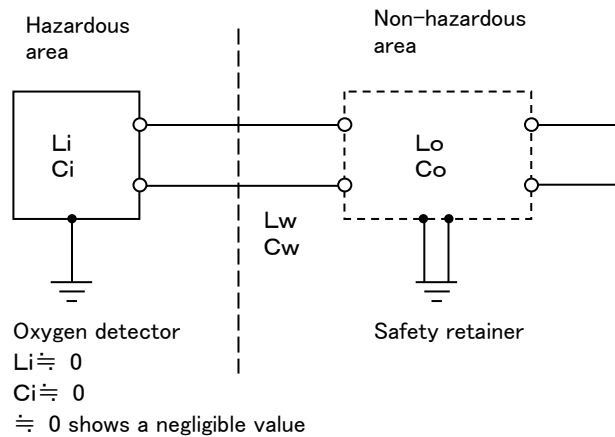 Hazardous
area
Non-hazardous
area
Li
Ci
Lo
Co
Lw
Cw
Oxygen detector
Li≒ 0
Ci≒ 0
≒ 0 shows a negligible value
Safety retainer